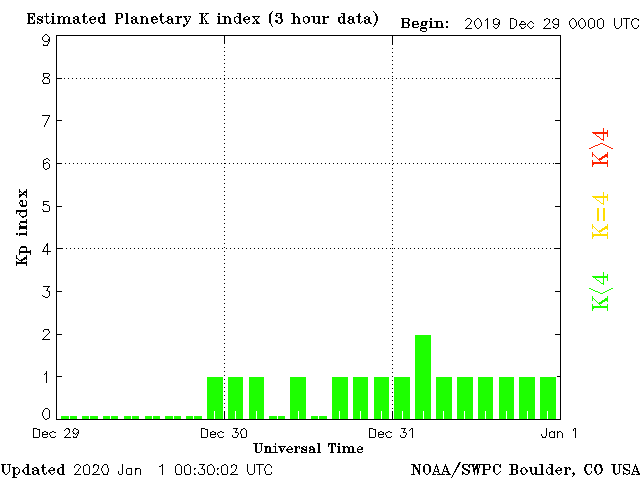 Estimated Planetary K index (3 hour data) Begin: 2019 Dec 29 0000 UTC
9
8
7
6
5
4
3
2
1
0
Kp index
K>4
K=4
K<4
Dec 29 Dec 30 Dec 31 Jan 1
Universal Time
Updated 2020 Jan 1 00:30:02 UTC NOAA/SWPC Boulder, CO USA